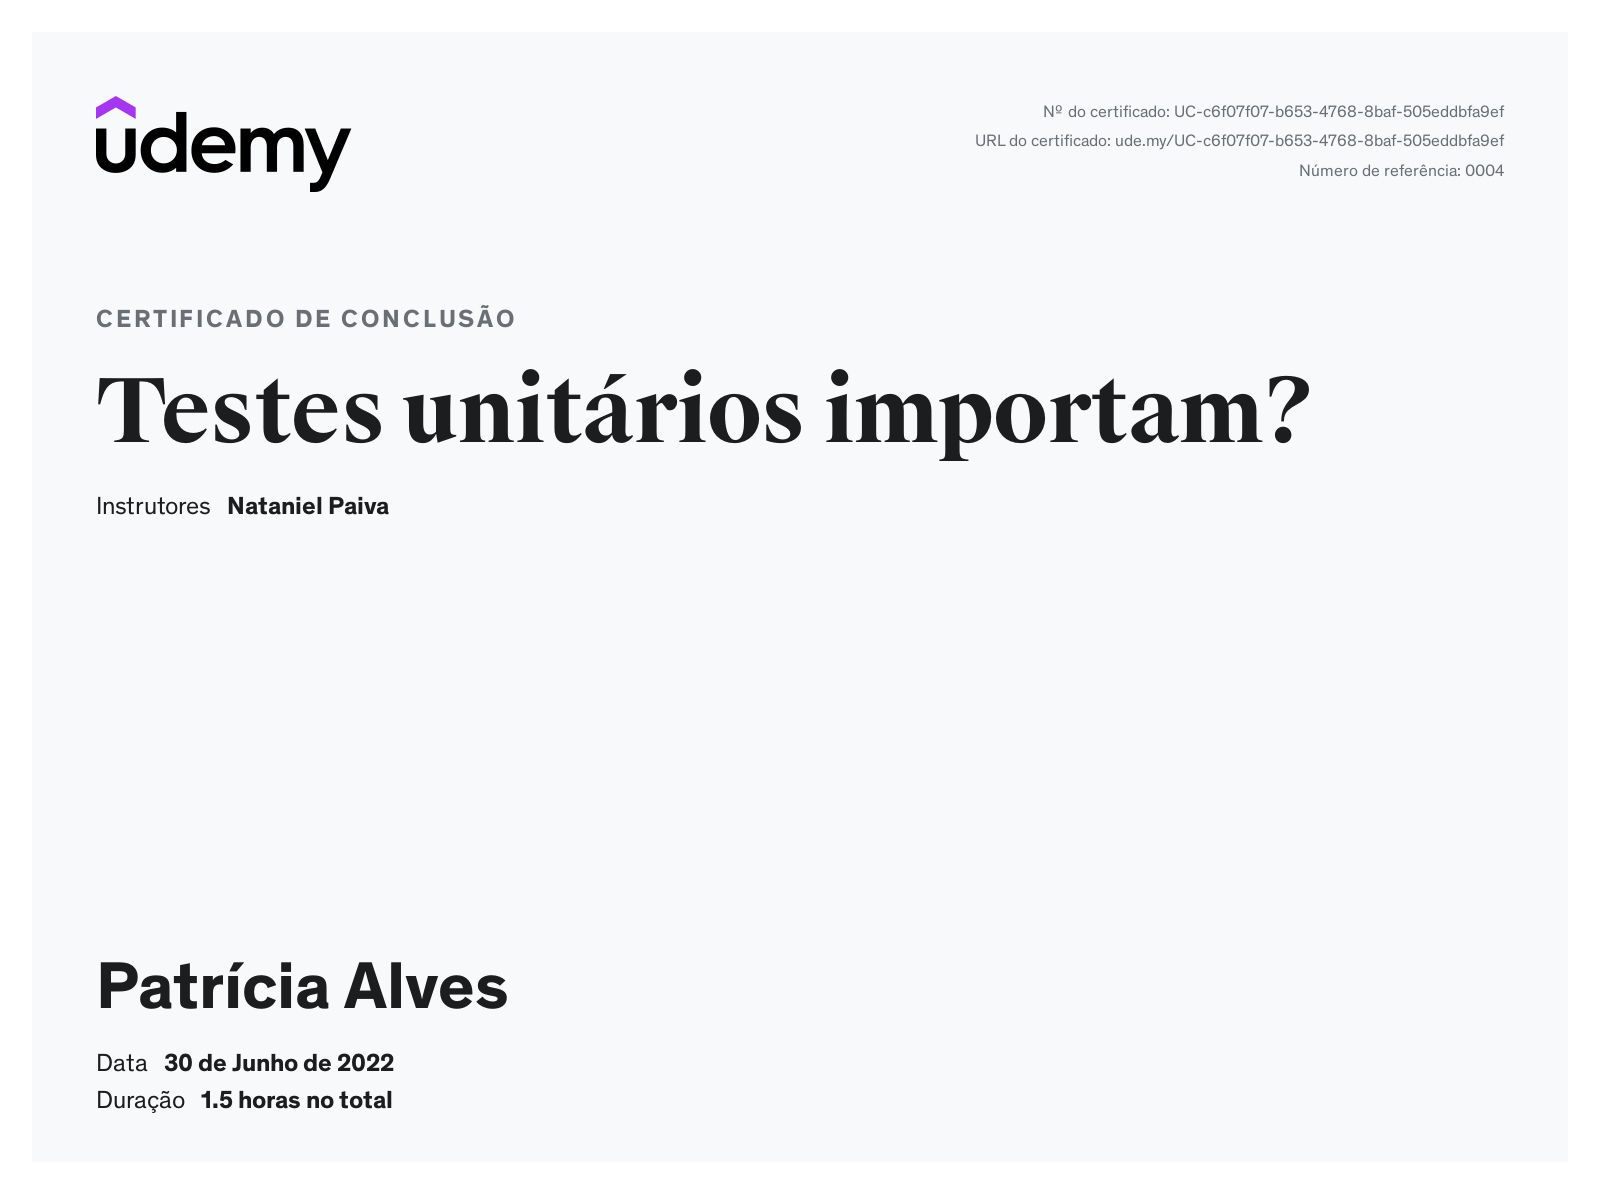 udemy
Nº do certificado: UC-c6f07f07-b653-4768-8baf-505eddbfa9ef
URL do certificado: ude.my/UC-c6f07f07-b653-4768-8baf-505eddbfa9ef
Número de referência: 0004
CERTIFICADO DE CONCLUSÃO
Testes unitários importam?
Instrutores Nataniel Paiva
Patrícia Alves
Data 30 de Junho de 2022
Duração 1.5 horas no total